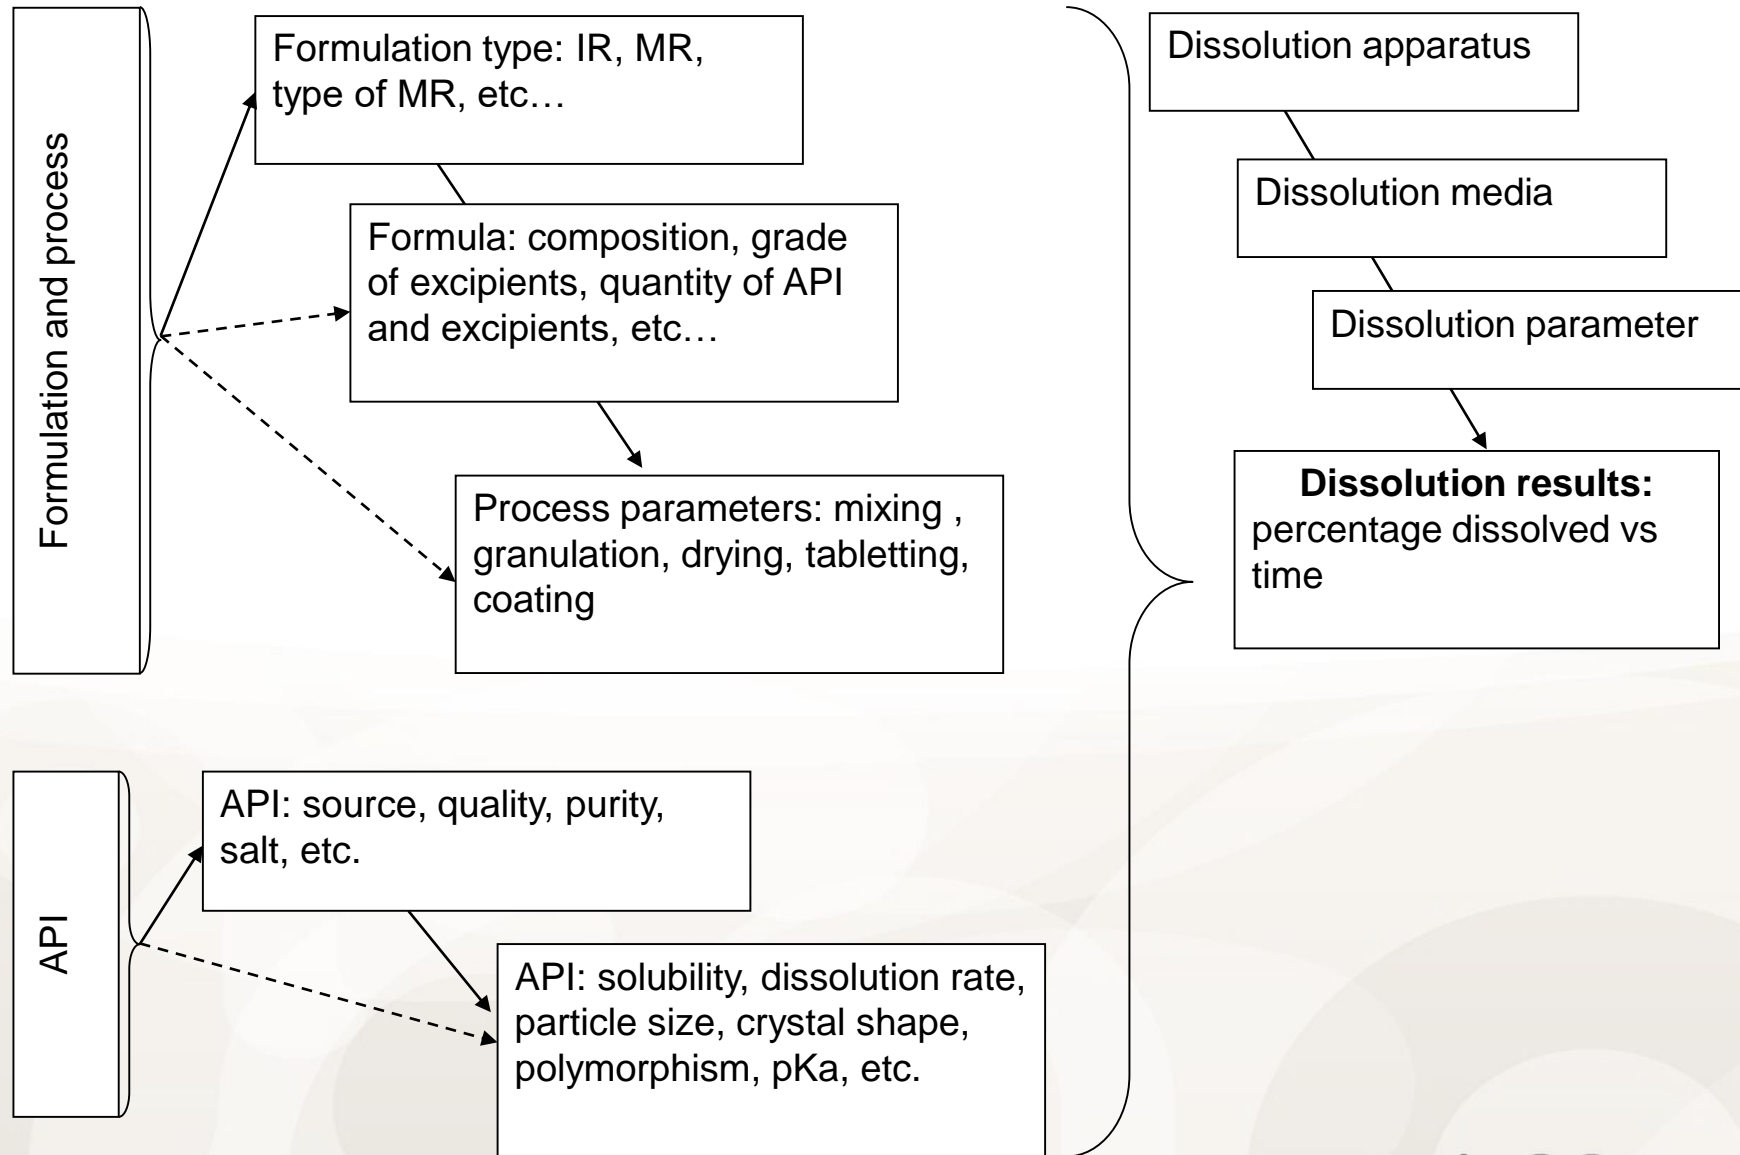 Formulation and process
Formulation type: IR, MR,
type of MR, etc…
Formula: composition, grade
of excipients, quantity of API
and excipients, etc…
Process parameters: mixing ,
granulation, drying, tabletting,
coating
API
API: source, quality, purity,
salt, etc.
API: solubility, dissolution rate,
particle size, crystal shape,
polymorphism, pKa, etc.
Dissolution apparatus
Dissolution media
Dissolution parameter
Dissolution results:
percentage dissolved vs
time